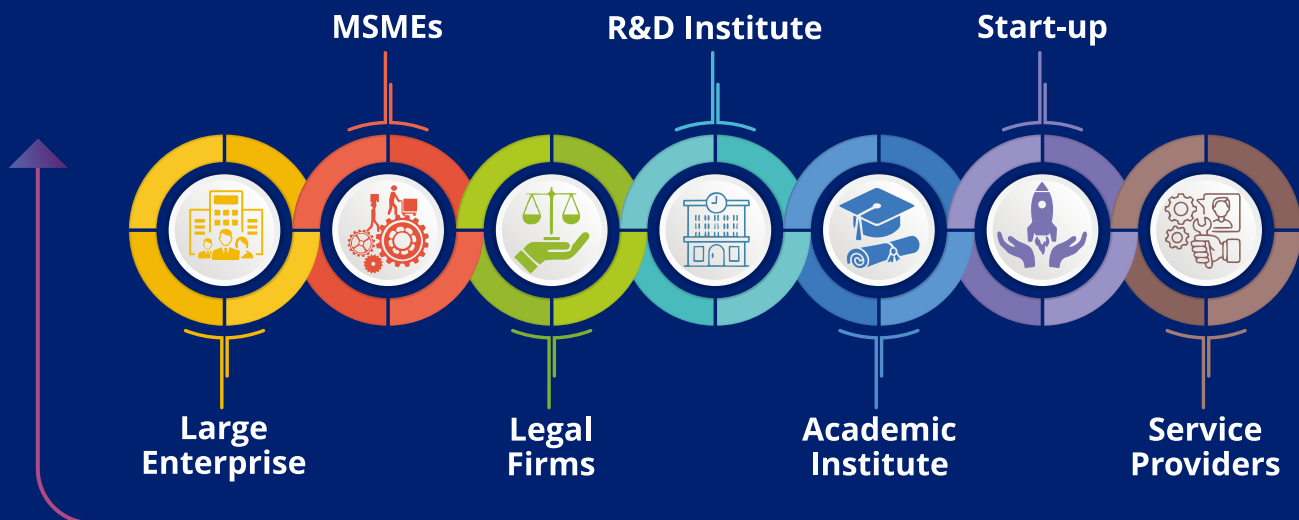 MSMEs
R&D Institute
Start-up
Large
Enterprise
Legal
Firms
Academic
Institute
Service
Providers